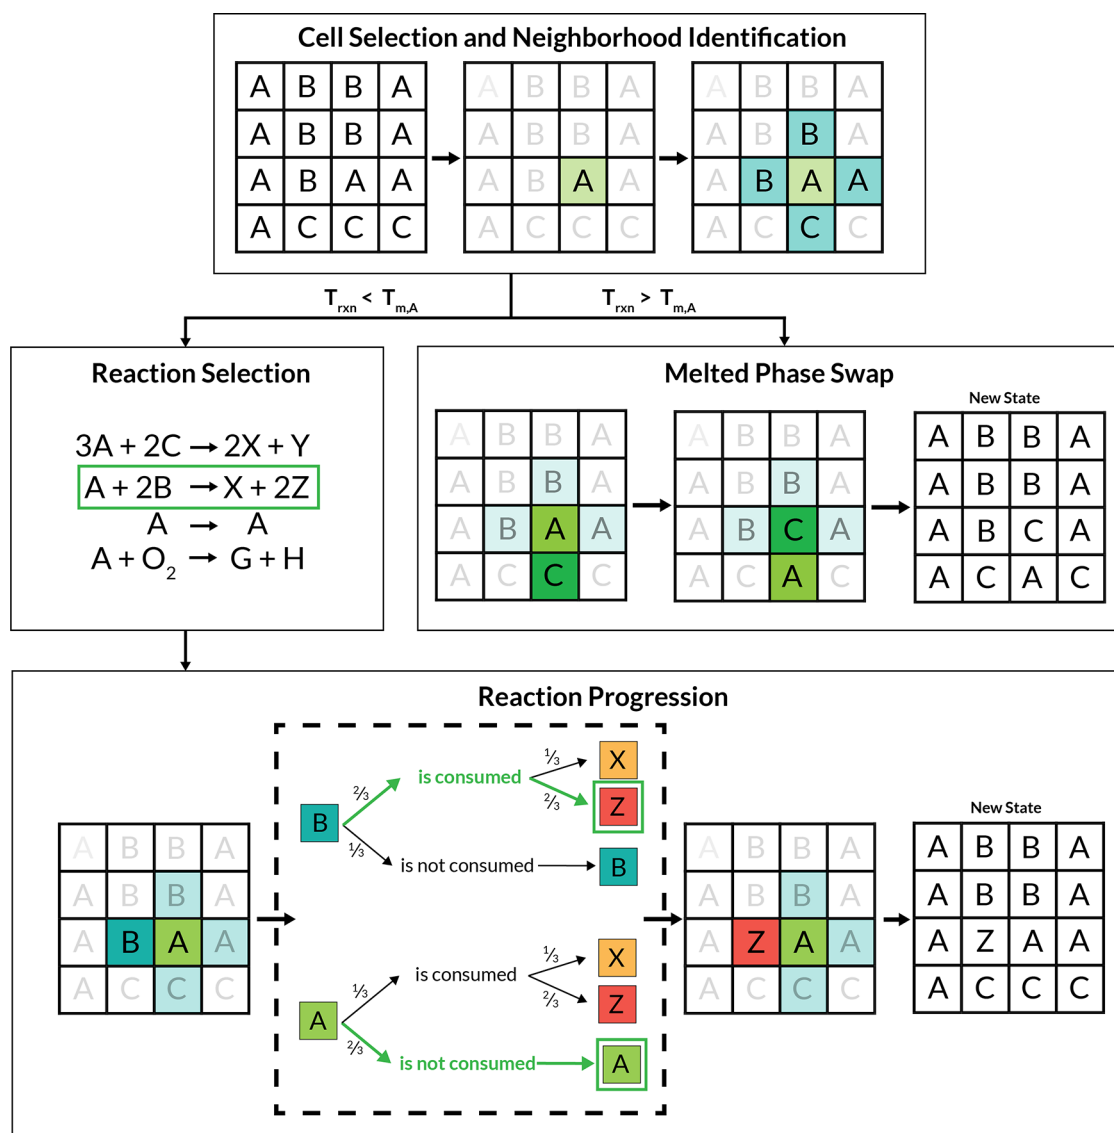 Cell Selection and Neighborhood Identification
A B B A A B B A A B B A
A B B A A B B A A B B A
A B A A A B A A A B A A
A C C C A C C C A C C C
T_rxn < T_m,A T_rxn > T_m,A
Reaction Selection
3A + 2C → 2X + Y
A + 2B → X + 2Z
A → A
A + O₂ → G + H
Melted Phase Swap
New State
A B B A A B B A A B B A
A B B A A B B A A B B A
A B A A A B C A A B C A
A C C C A C A C A C A C
Reaction Progression
B
⅔
is consumed
⅓
X
⅔
Z
⅓
is not consumed
B
A
⅓
is consumed
⅓
X
⅔
Z
⅔
is not consumed
A
New State
A B B A A B B A A B B A
A B B A A B B A A B B A
A B A A A Z A A A Z A A
A C C C A C C C A C C C